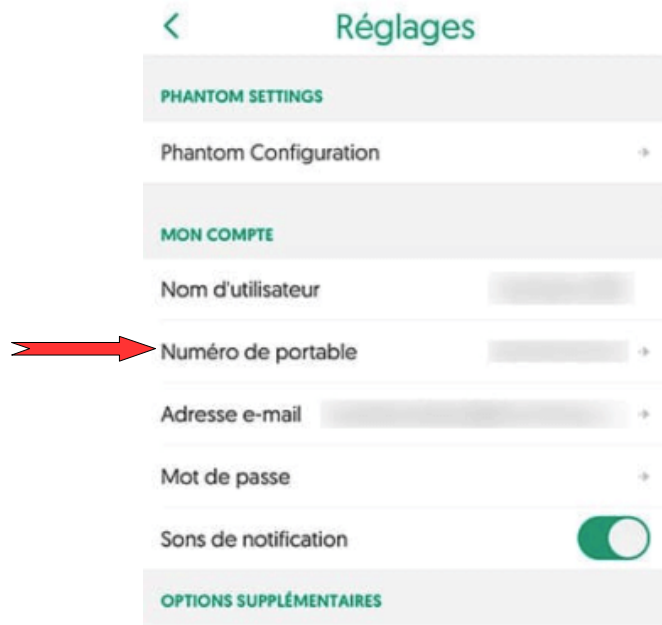 Réglages
PHANTOM SETTINGS
Phantom Configuration
MON COMPTE
Nom d'utilisateur
Numéro de portable
Adresse e-mail
Mot de passe
Sons de notification
OPTIONS SUPPLÉMENTAIRES